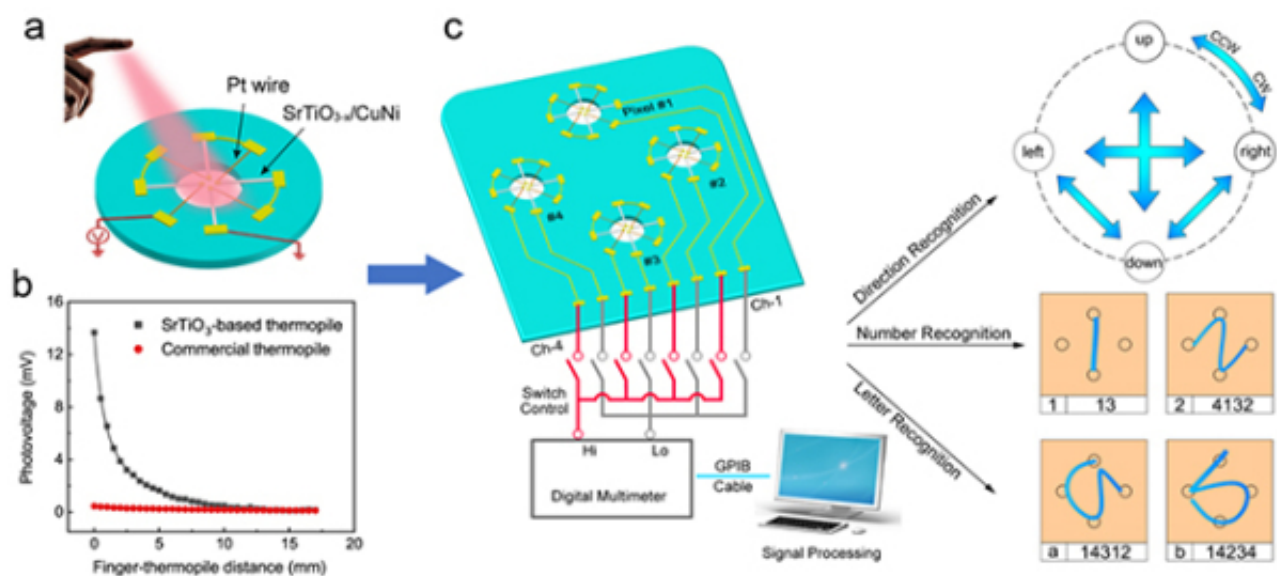 a
Pt wire
SrTiO₃₋ₓ/CuNi
V
b
16
12
8
4
0
Photovoltage (mV)
SrTiO₃-based thermopile
Commercial thermopile
0
5
10
15
20
Finger-thermopile distance (mm)
c
Pixel #1
#2
#3
#4
Ch-1
Ch-4
Switch
Control
Hi
Lo
Digital Multimeter
GPIB
Cable
Signal Processing
Direction Recognition
Number Recognition
Letter Recognition
up
CCW
CW
left
right
down
1 13
2 4132
a 14312
b 14234